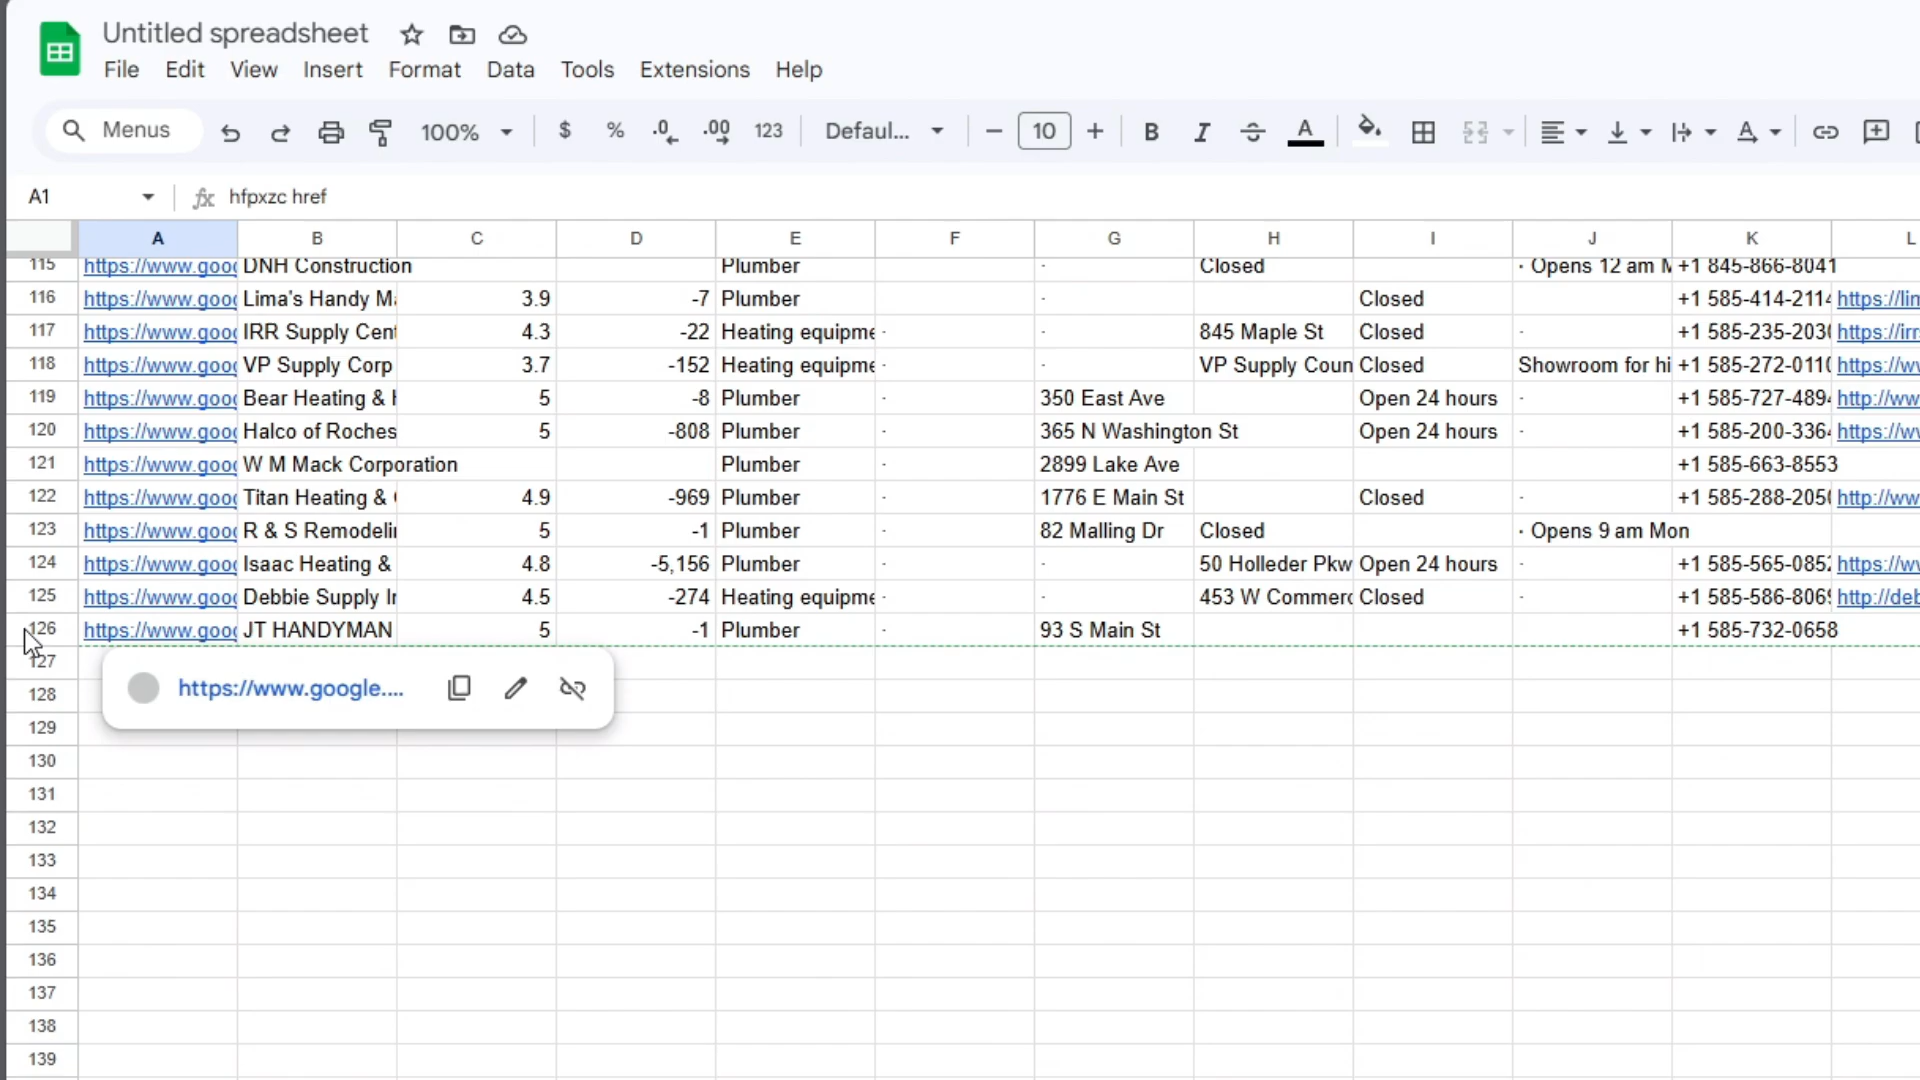 Untitled spreadsheet
File Edit View Insert Format Data Tools Extensions Help
Menus 100% $ % .0 .00 123 Defaul... 10 B I A
A1 fx hfpxzc href
A B C D E F G H I J K L
115 https://www.goo DNH Construction Plumber · Closed · Opens 12 am M +1 845-866-8041
116 https://www.goo Lima's Handy Ma 3.9 -7 Plumber · Closed +1 585-414-2114 https://lim
117 https://www.goo IRR Supply Cent 4.3 -22 Heating equipme · · 845 Maple St Closed · +1 585-235-2030 https://irr
118 https://www.goo VP Supply Corp 3.7 -152 Heating equipme · · VP Supply Coun Closed Showroom for hi +1 585-272-0110 https://ww
119 https://www.goo Bear Heating & 5 -8 Plumber · 350 East Ave Open 24 hours · +1 585-727-489 http://ww
120 https://www.goo Halco of Roches 5 -808 Plumber · 365 N Washington St Open 24 hours · +1 585-200-336 https://ww
121 https://www.goo W M Mack Corporation Plumber · 2899 Lake Ave +1 585-663-8553
122 https://www.goo Titan Heating & 4.9 -969 Plumber · 1776 E Main St Closed · +1 585-288-205 http://ww
123 https://www.goo R & S Remodeli 5 -1 Plumber · 82 Malling Dr Closed · Opens 9 am Mon
124 https://www.goo Isaac Heating & 4.8 -5,156 Plumber · · 50 Holleder Pkw Open 24 hours · +1 585-565-085 https://ww
125 https://www.goo Debbie Supply I 4.5 -274 Heating equipme · · 453 W Commerc Closed · +1 585-586-806 http://deb
126 https://www.goo JT HANDYMAN 5 -1 Plumber · 93 S Main St +1 585-732-0658
127
https://www.google....
128
129
130
131
132
133
134
135
136
137
138
139